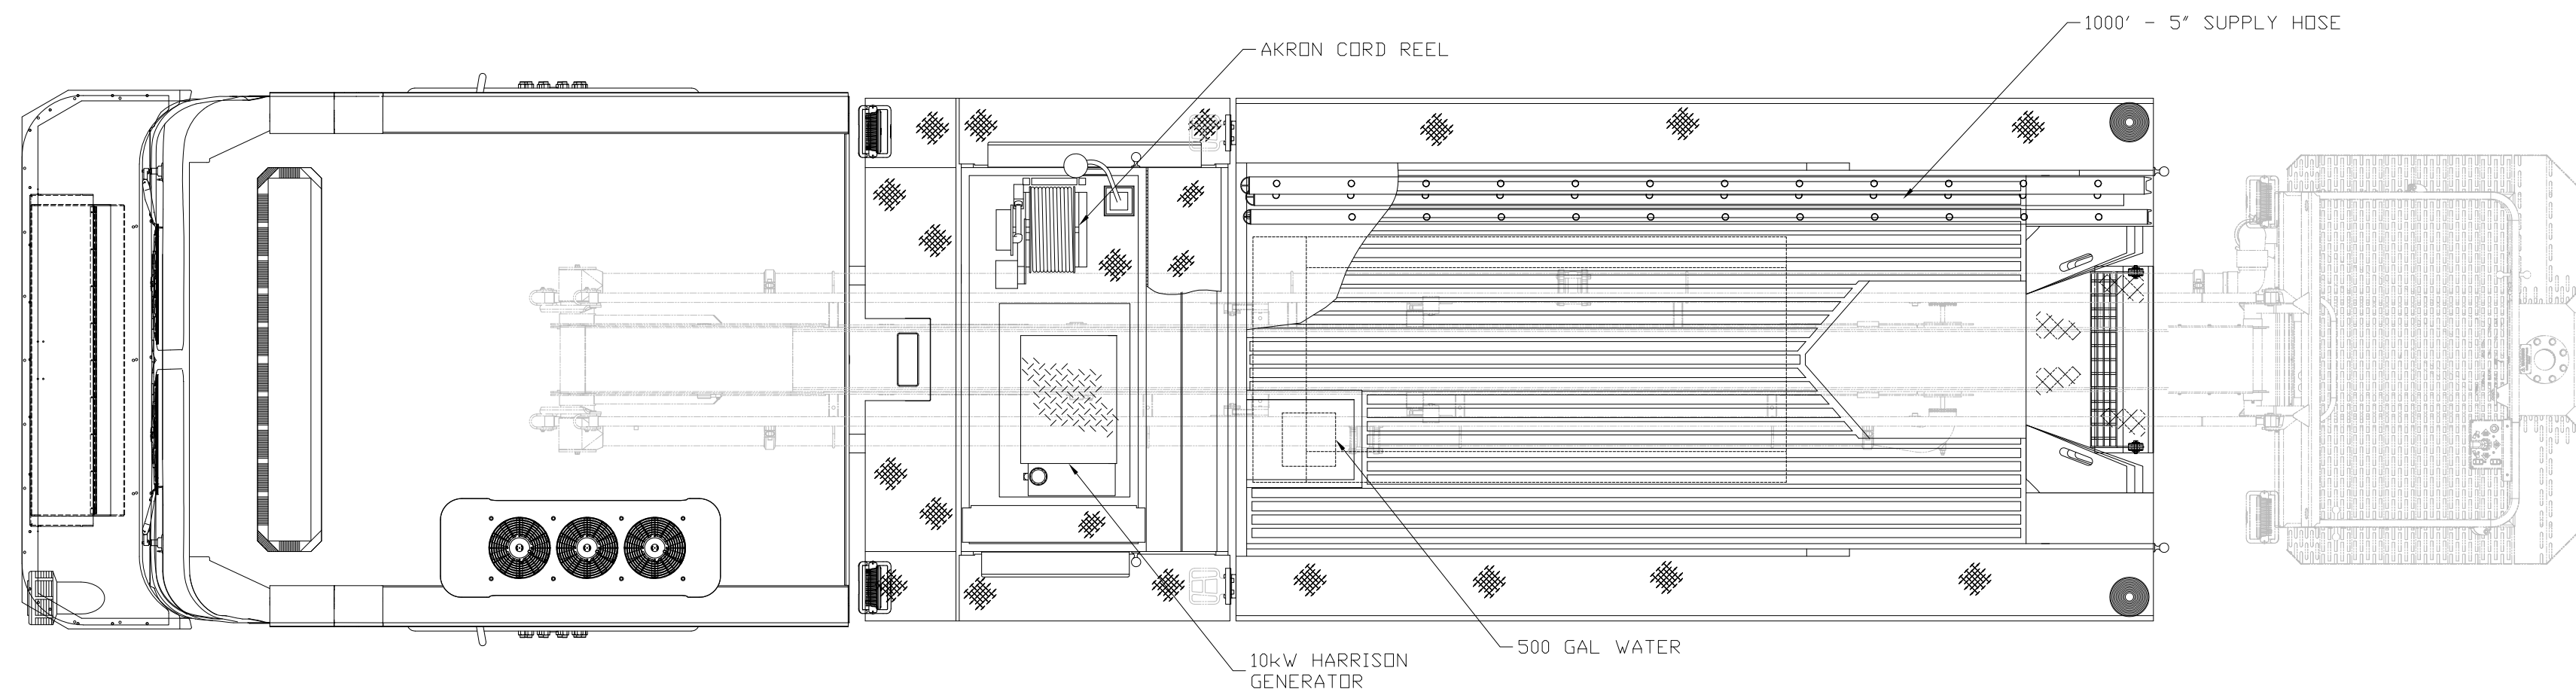 1000' - 5" SUPPLY HOSE
AKRON CORD REEL
500 GAL WATER
10kW HARRISON
GENERATOR